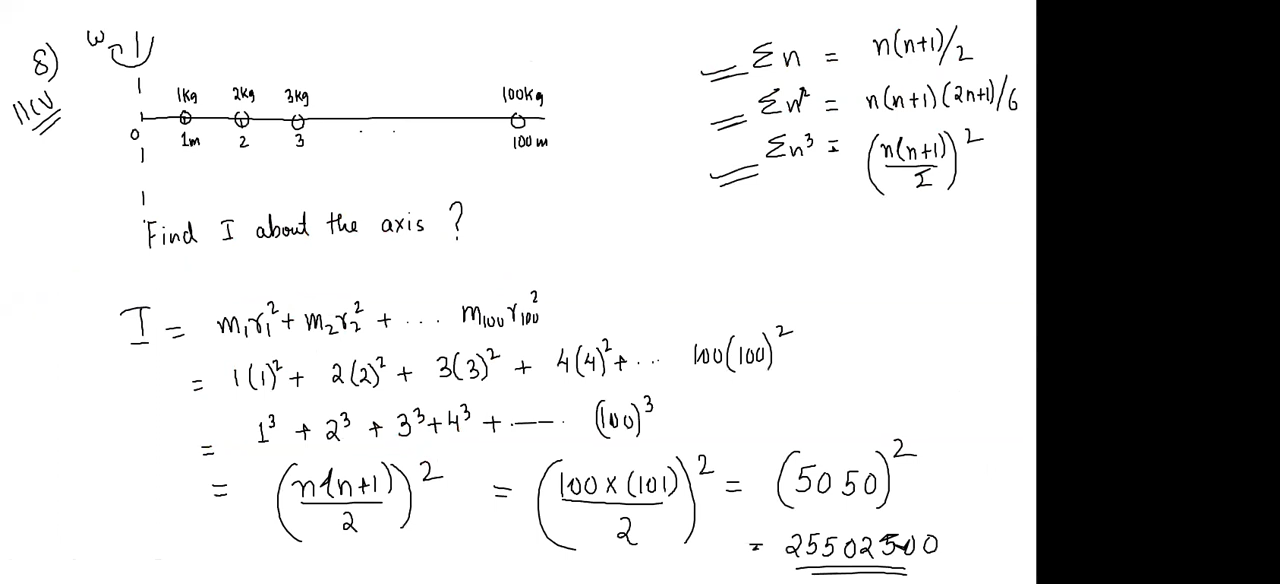 8)
HCV
ω
1kg 2kg 3kg 100kg
0 1m 2 3 100 m
Find I about the axis ?
Σn = n(n+1)/2
Σn² = n(n+1)(2n+1)/6
Σn³ = (n(n+1)/2)²
I = m₁r₁² + m₂r₂² + ... m₁₀₀r₁₀₀²
= 1(1)² + 2(2)² + 3(3)² + 4(4)² + ... 100(100)²
= 1³ + 2³ + 3³ + 4³ + ---. (100)³
= (n(n+1)/2)² = (100 x (101)/2)² = (5050)²
= 25502500